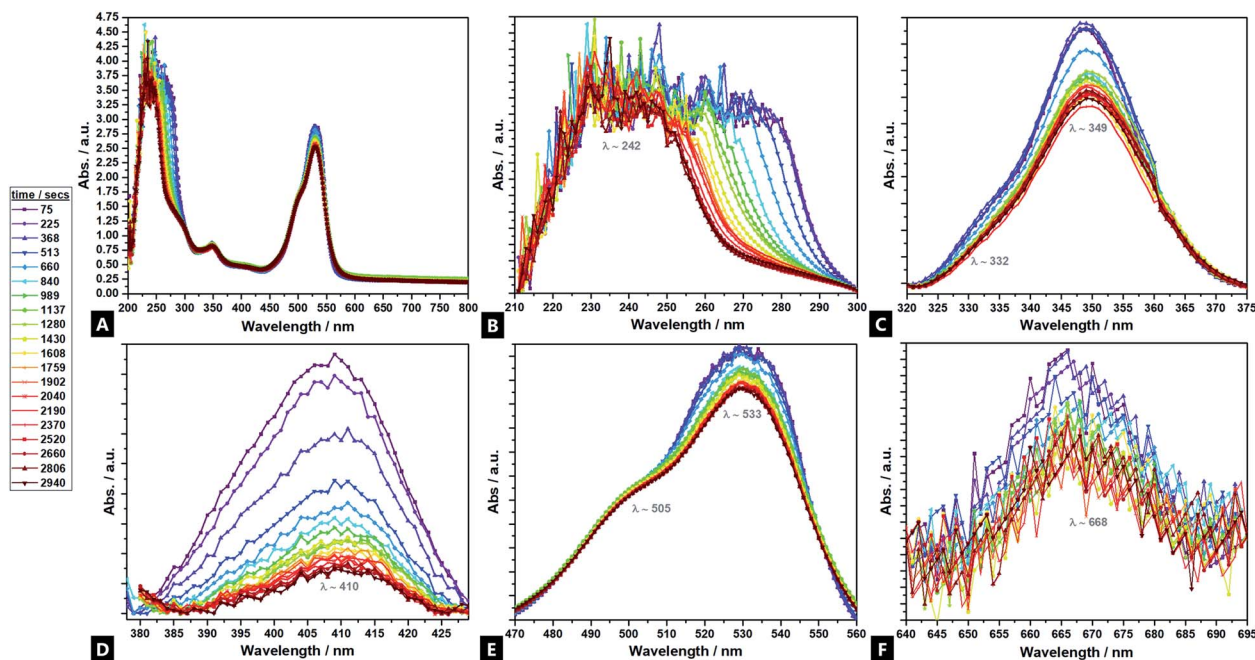 time / secs
75
225
368
513
660
840
989
1137
1280
1430
1608
1759
1902
2040
2190
2370
2520
2660
2806
2940
4.75
4.50
4.25
4.00
3.75
3.50
3.25
3.00
2.75
2.50
2.25
2.00
1.75
1.50
1.25
1.00
0.75
0.50
0.25
0.00
Abs. / a.u.
200 250 300 350 400 450 500 550 600 650 700 750 800
Wavelength / nm
A
Abs. / a.u.
λ ~ 242
210 220 230 240 250 260 270 280 290 300
Wavelength / nm
B
Abs. / a.u.
λ ~ 349
λ ~ 332
320 325 330 335 340 345 350 355 360 365 370 375
Wavelength / nm
C
Abs. / a.u.
λ ~ 410
380 385 390 395 400 405 410 415 420 425
Wavelength / nm
D
Abs. / a.u.
λ ~ 533
λ ~ 505
470 480 490 500 510 520 530 540 550 560
Wavelength / nm
E
Abs. / a.u.
λ ~ 668
640 645 650 655 660 665 670 675 680 685 690 695
Wavelength / nm
F